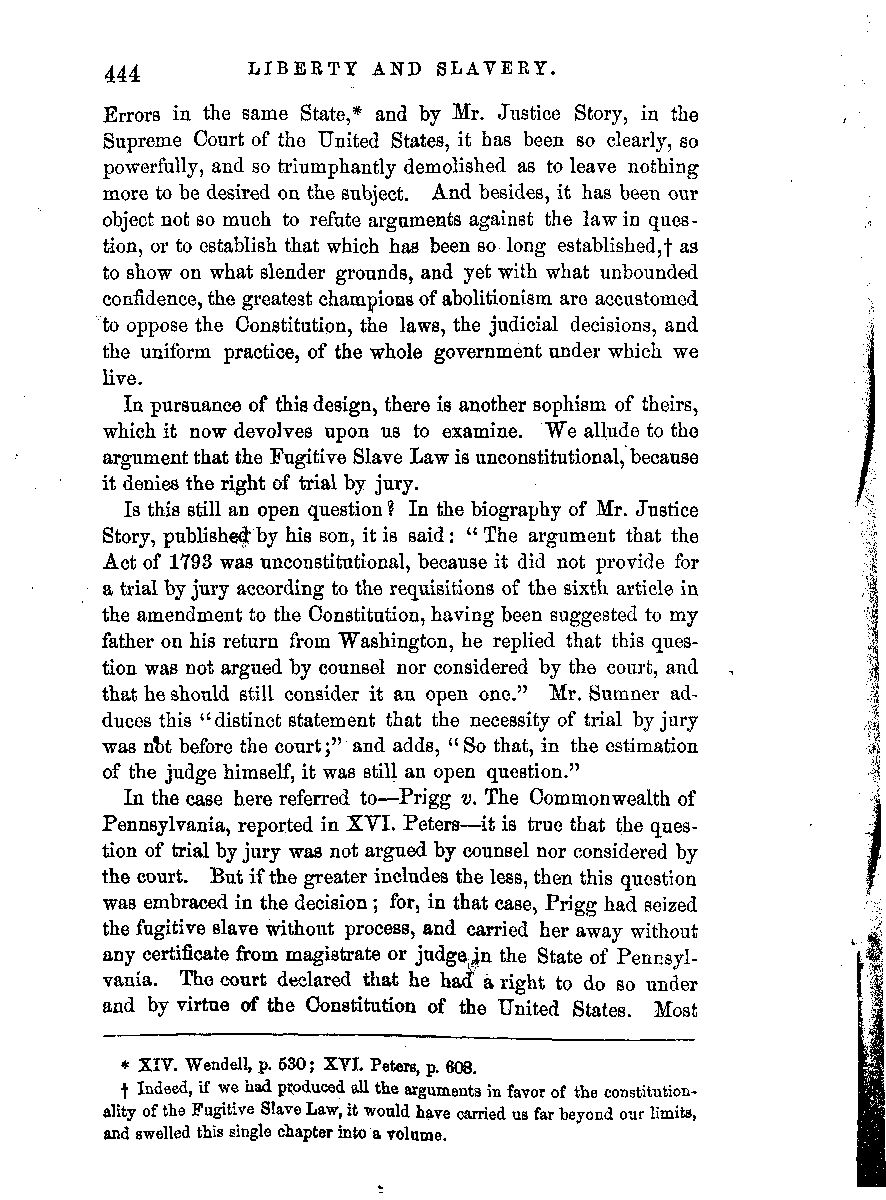 444 LIBERTY AND SLAVERY.
Errors in the same State,* and by Mr. Justice Story, in the
Supreme Court of the United States, it has been so clearly, so
powerfully, and so triumphantly demolished as to leave nothing
more to be desired on the subject. And besides, it has been our
object not so much to refute arguments against the law in ques-
tion, or to establish that which has been so long established,† as
to show on what slender grounds, and yet with what unbounded
confidence, the greatest champions of abolitionism are accustomed
to oppose the Constitution, the laws, the judicial decisions, and
the uniform practice, of the whole government under which we
live.
In pursuance of this design, there is another sophism of theirs,
which it now devolves upon us to examine. We allude to the
argument that the Fugitive Slave Law is unconstitutional, because
it denies the right of trial by jury.
Is this still an open question? In the biography of Mr. Justice
Story, published by his son, it is said: “The argument that the
Act of 1793 was unconstitutional, because it did not provide for
a trial by jury according to the requisitions of the sixth article in
the amendment to the Constitution, having been suggested to my
father on his return from Washington, he replied that this ques-
tion was not argued by counsel nor considered by the court, and
that he should still consider it an open one.” Mr. Sumner ad-
duces this “distinct statement that the necessity of trial by jury
was not before the court;” and adds, “So that, in the estimation
of the judge himself, it was still an open question.”
In the case here referred to—Prigg v. The Commonwealth of
Pennsylvania, reported in XVI. Peters—it is true that the ques-
tion of trial by jury was not argued by counsel nor considered by
the court. But if the greater includes the less, then this question
was embraced in the decision; for, in that case, Prigg had seized
the fugitive slave without process, and carried her away without
any certificate from magistrate or judge in the State of Pennsyl-
vania. The court declared that he had a right to do so under
and by virtue of the Constitution of the United States. Most
* XIV. Wendell, p. 530; XVI. Peters, p. 608.
† Indeed, if we had produced all the arguments in favor of the constitution-
ality of the Fugitive Slave Law, it would have carried us far beyond our limits,
and swelled this single chapter into a volume.